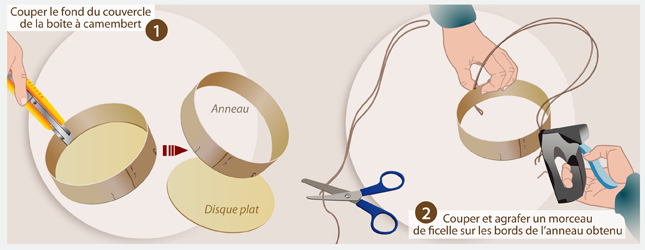 Couper le fond du couvercle
de la boîte à camembert
1
Anneau
Disque plat
2
Couper et agrafer un morceau
de ficelle sur les bords de l'anneau obtenu